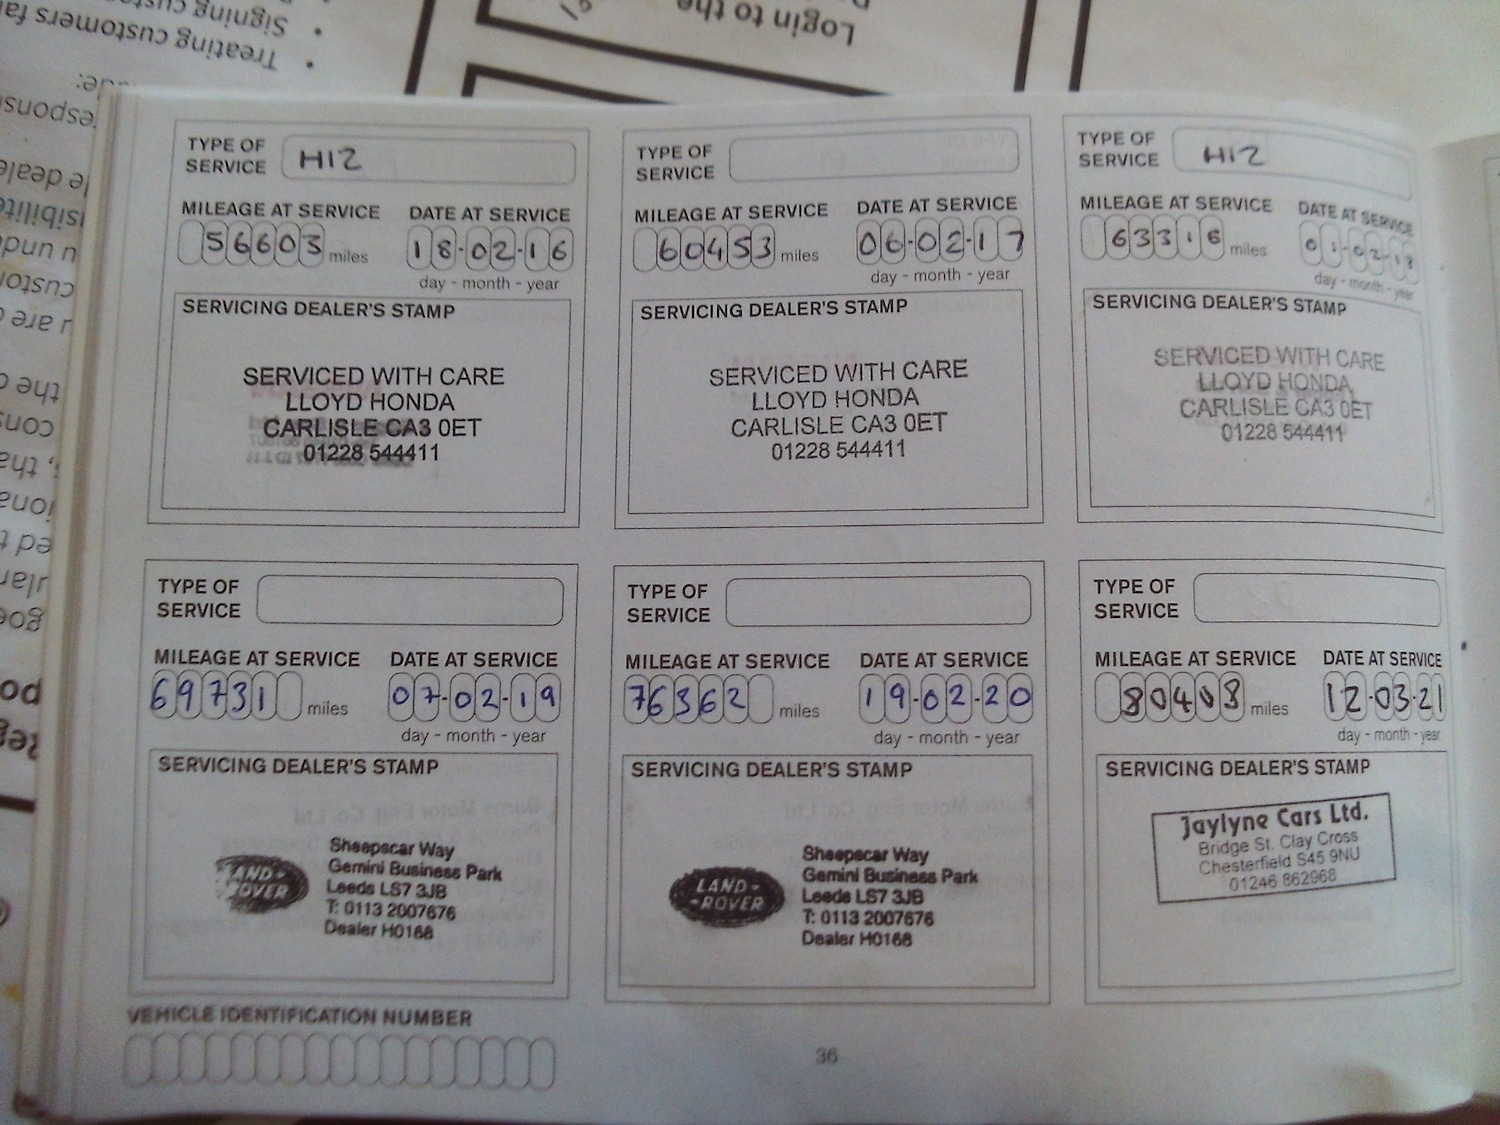 Login to the
Signing
Treating customers
TYPE OF
SERVICE
HI2
MILEAGE AT SERVICE
56603 miles
DATE AT SERVICE
18-02-16
day - month - year
SERVICING DEALER'S STAMP
SERVICED WITH CARE
LLOYD HONDA
CARLISLE CA3 0ET
01228 544411
TYPE OF
SERVICE
MILEAGE AT SERVICE
60453 miles
DATE AT SERVICE
06-02-17
day - month - year
SERVICING DEALER'S STAMP
SERVICED WITH CARE
LLOYD HONDA
CARLISLE CA3 0ET
01228 544411
TYPE OF
SERVICE
HI2
MILEAGE AT SERVICE
63316 miles
DATE AT SERVICE
01-02-18
day - month - year
SERVICING DEALER'S STAMP
SERVICED WITH CARE
LLOYD HONDA
CARLISLE CA3 0ET
01228 544411
TYPE OF
SERVICE
MILEAGE AT SERVICE
69731 miles
DATE AT SERVICE
07-02-19
day - month - year
SERVICING DEALER'S STAMP
LAND-
ROVER
Sheepscar Way
Gemini Business Park
Leeds LS7 3JB
T: 0113 2007676
Dealer H0168
TYPE OF
SERVICE
MILEAGE AT SERVICE
76362 miles
DATE AT SERVICE
19-02-20
day - month - year
SERVICING DEALER'S STAMP
LAND-
-ROVER
Sheepscar Way
Gemini Business Park
Leeds LS7 3JB
T: 0113 2007676
Dealer H0168
TYPE OF
SERVICE
MILEAGE AT SERVICE
80408 miles
DATE AT SERVICE
12-03-21
day - month - year
SERVICING DEALER'S STAMP
Jaylyne Cars Ltd.
Bridge St. Clay Cross
Chesterfield S45 9NU
01246 862968
VEHICLE IDENTIFICATION NUMBER
36